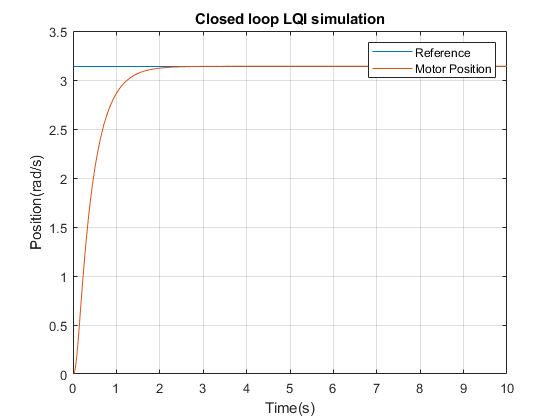 Closed loop LQI simulation
Reference
Motor Position
Position(rad/s)
3.5
3
2.5
2
1.5
1
0.5
0
0 1 2 3 4 5 6 7 8 9 10
Time(s)